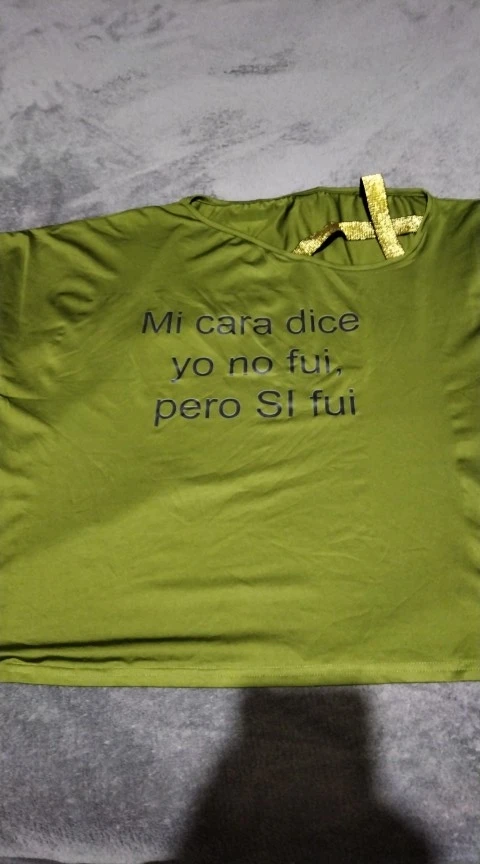 Mi cara dice
yo no fui,
pero SI fui